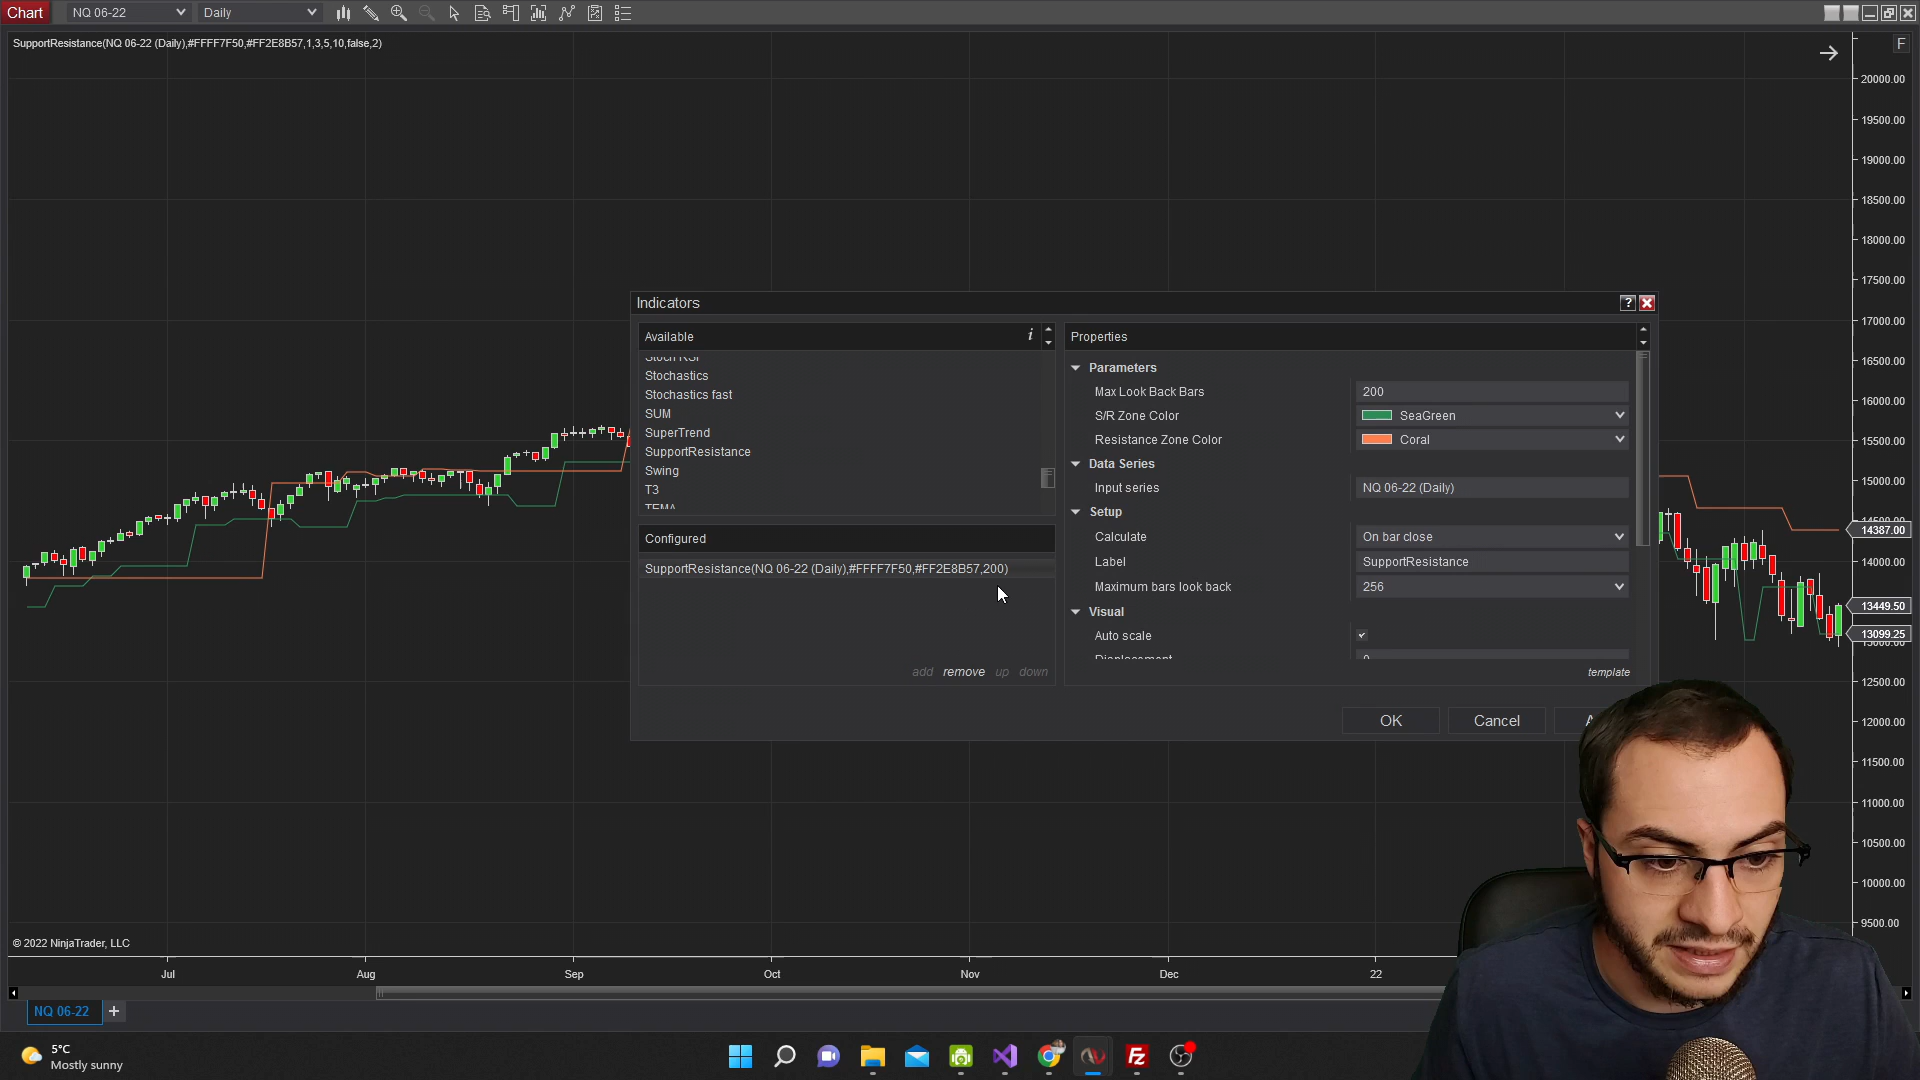 Chart
NQ 06-22
Daily
SupportResistance(NQ 06-22 (Daily),#FFFF7F50,#FF2E8B57,1,3,5,10,false,2)
F
20000.00
19500.00
19000.00
18500.00
18000.00
17500.00
17000.00
16500.00
16000.00
15500.00
15000.00
14500.00
14387.00
14000.00
13449.50
13099.25
12500.00
12000.00
11500.00
11000.00
10500.00
10000.00
9500.00
Indicators
?
Available
i
Stoch RSI
Stochastics
Stochastics fast
SUM
SuperTrend
SupportResistance
Swing
T3
TEMA
Configured
SupportResistance(NQ 06-22 (Daily),#FFFF7F50,#FF2E8B57,200)
add remove up down
Properties
Parameters
Max Look Back Bars 200
S/R Zone Color SeaGreen
Resistance Zone Color Coral
Data Series
Input series NQ 06-22 (Daily)
Setup
Calculate On bar close
Label SupportResistance
Maximum bars look back 256
Visual
Auto scale
Displacement 0
template
OK Cancel
© 2022 NinjaTrader, LLC
Jul Aug Sep Oct Nov Dec 22
NQ 06-22 +
5°C
Mostly sunny